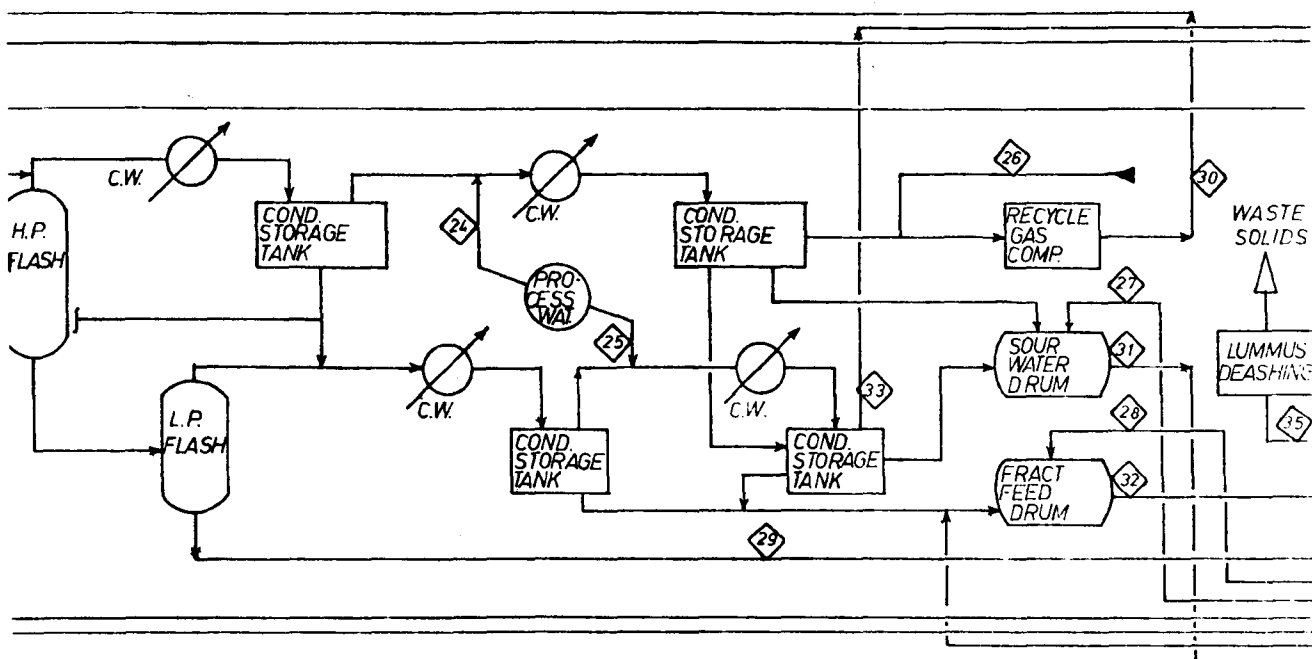 26
30
C.W.
H.P.
FLASH
COND.
STORAGE
TANK
24
C.W.
COND.
STORAGE
TANK
RECYCLE
GAS
COMP.
WASTE
SOLIDS
PRO-
CESS
WAT.
27
25
SOUR
WATER
DRUM
31
LUMMUS
DEASHING
L.P.
FLASH
C.W.
C.W.
33
28
35
COND.
STORAGE
TANK
COND.
STORAGE
TANK
FRACT
FEED
DRUM
32
29